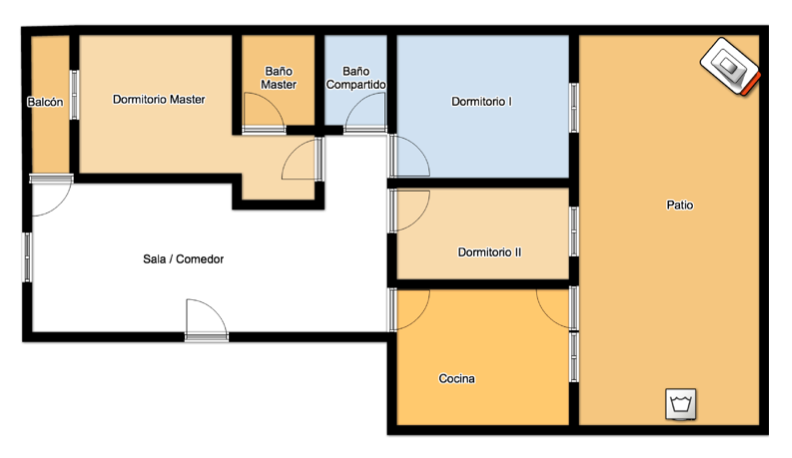 Balcón
Dormitorio Master
Baño
Master
Baño
Compartido
Dormitorio I
Patio
Dormitorio II
Sala / Comedor
Cocina